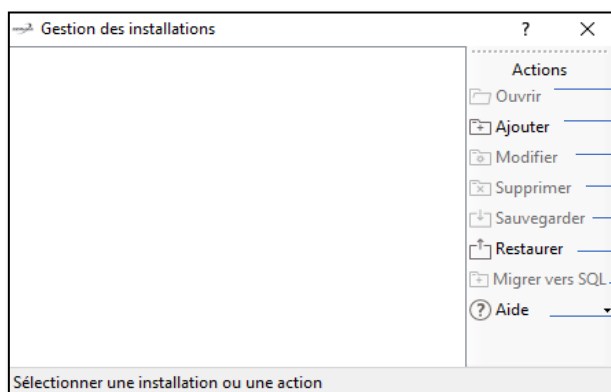 Gestion des installations
?
Actions
Ouvrir
Ajouter
Modifier
Supprimer
Sauvegarder
Restaurer
Migrer vers SQL
? Aide
Sélectionner une installation ou une action